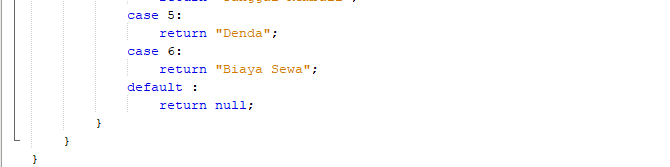 case 5:
return "Denda";
case 6:
return "Biaya Sewa";
default :
return null;
}
}
}